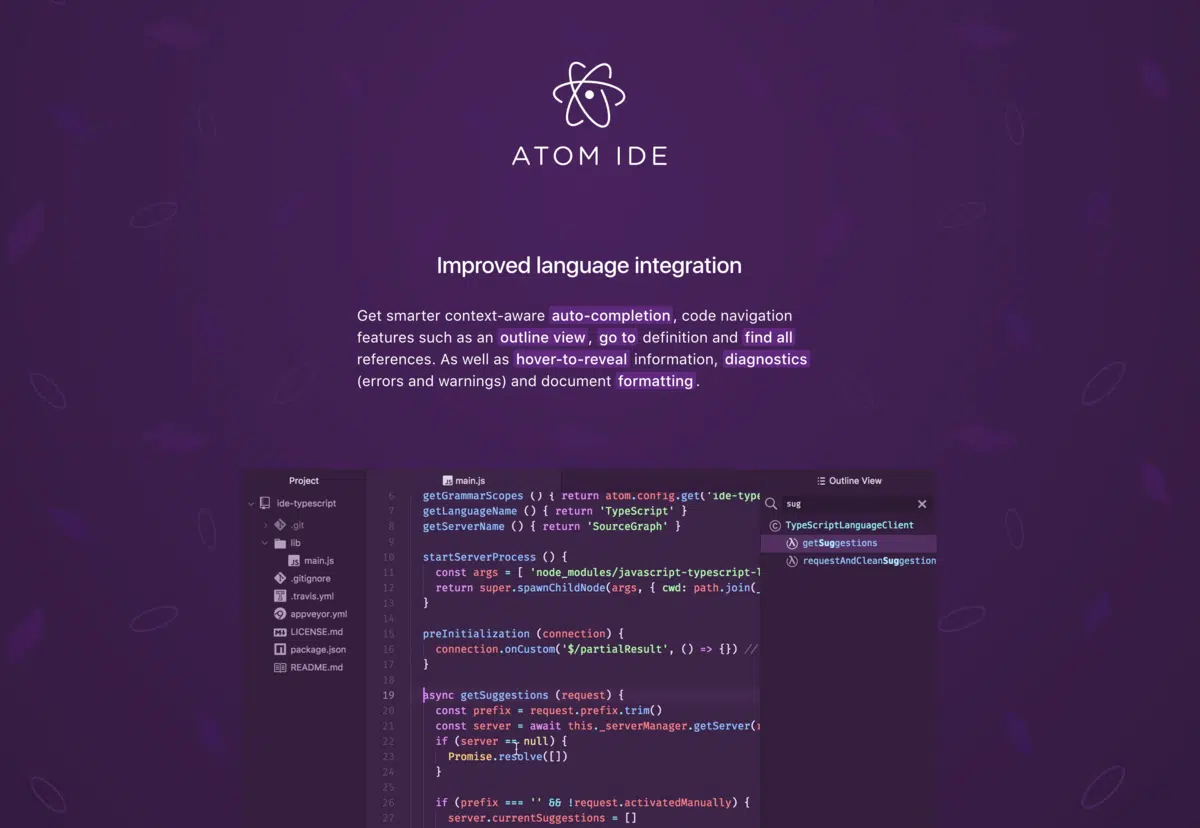 ATOM IDE
Improved language integration
Get smarter context-aware auto-completion, code navigation
features such as an outline view, go to definition and find all
references. As well as hover-to-reveal information, diagnostics
(errors and warnings) and document formatting.
Project
ide-typescript
.git
lib
main.js
.gitignore
.travis.yml
appveyor.yml
LICENSE.md
package.json
README.md
main.js
6 getGrammarScopes () { return atom.config.get('ide-type
7 getLanguageName () { return 'TypeScript' }
8 getServerName () { return 'SourceGraph' }
9
10 startServerProcess () {
11 const args = [ 'node_modules/javascript-typescript-l
12 return super.spawnChildNode(args, { cwd: path.join(_
13 }
14
15 preInitialization (connection) {
16 connection.onCustom('$/partialResult', () => {}) //
17 }
18
19 async getSuggestions (request) {
20 const prefix = request.prefix.trim()
21 const server = await this._serverManager.getServer(
22 if (server == null) {
23 Promise.resolve([])
24 }
25
26 if (prefix === '' && !request.activatedManually) {
27 server.currentSuggestions = []
Outline View
sug
TypeScriptLanguageClient
getSuggestions
requestAndCleanSuggestion